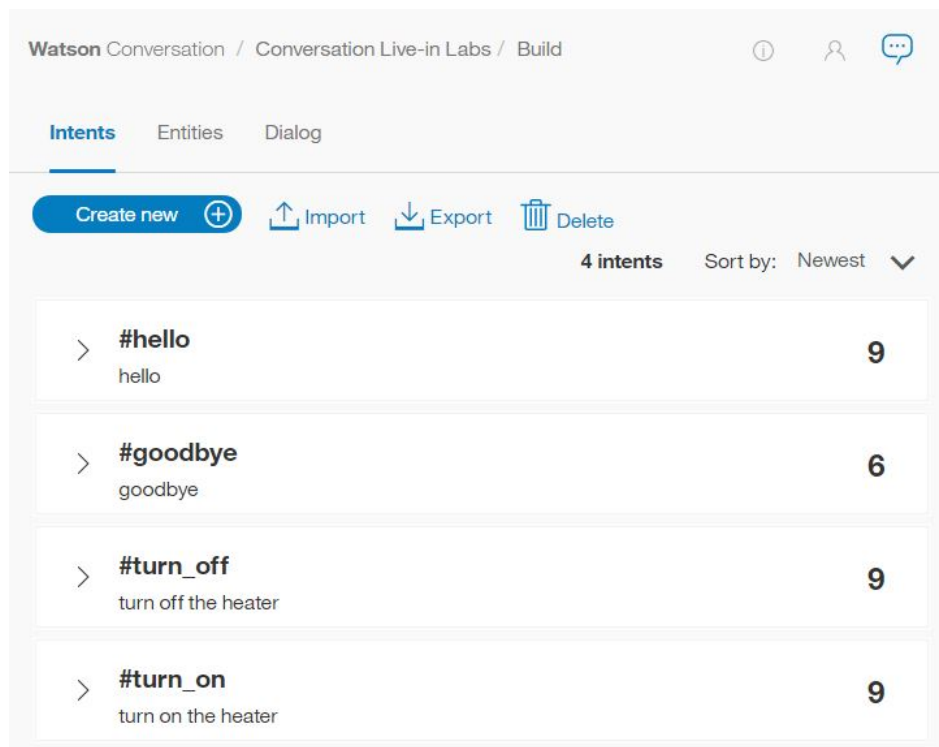 Watson Conversation / Conversation Live-in Labs / Build
Intents Entities Dialog
Create new Import Export Delete
4 intents Sort by: Newest
#hello 9
hello
#goodbye 6
goodbye
#turn_off 9
turn off the heater
#turn_on 9
turn on the heater